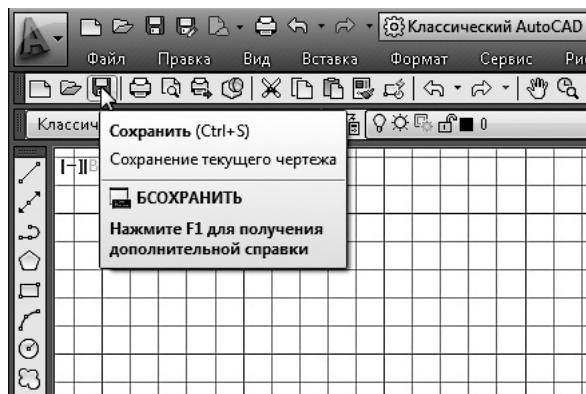 Классический AutoCAD
Файл Правка Вид Вставка Формат Сервис Ри
Классич
0
Сохранить (Ctrl+S)
Сохранение текущего чертежа
БСОХРАНИТЬ
Нажмите F1 для получения
дополнительной справки
[–][В